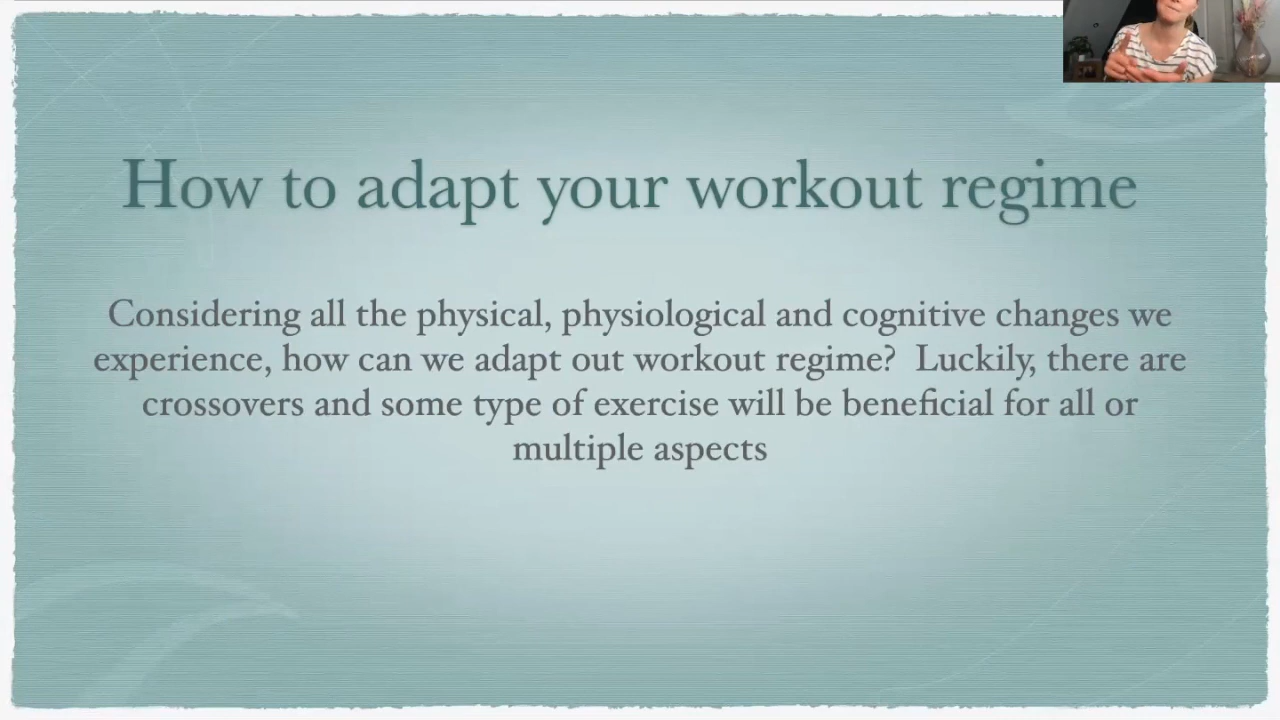 How to adapt your workout regime
Considering all the physical, physiological and cognitive changes we
experience, how can we adapt out workout regime?  Luckily, there are
crossovers and some type of exercise will be beneficial for all or
multiple aspects